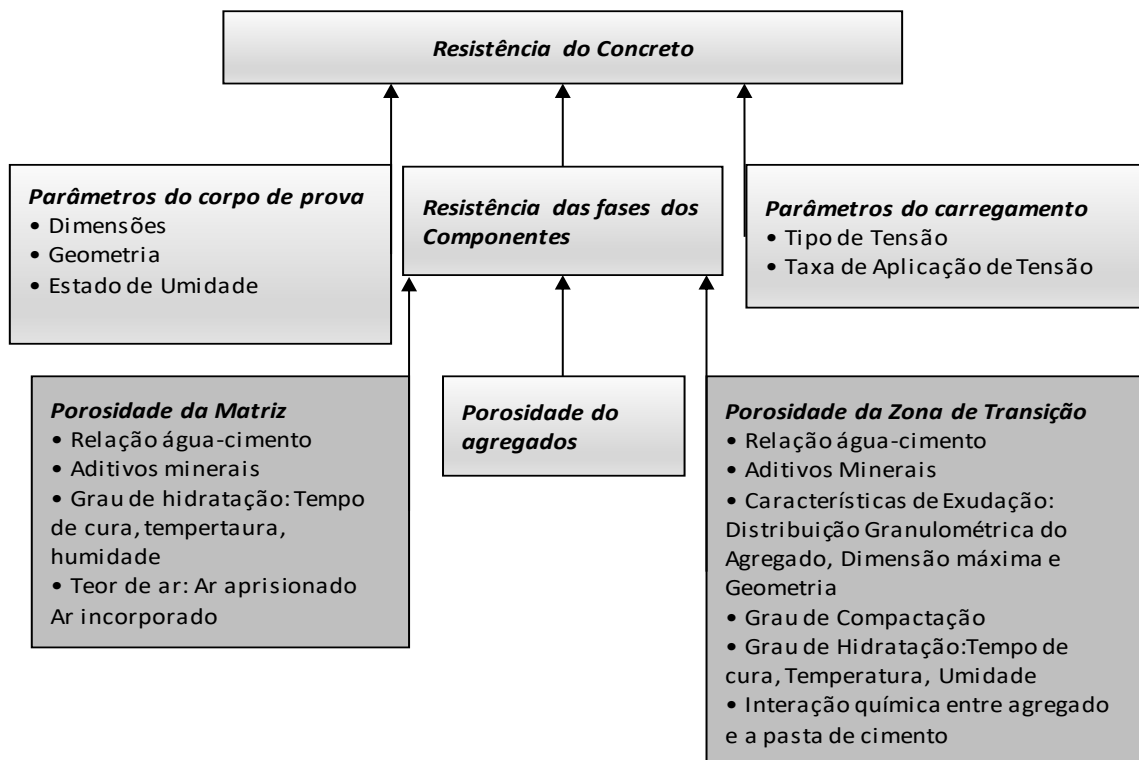 Resistência do Concreto
Parâmetros do corpo de prova
• Dimensões
• Geometria
• Estado de Umidade
Resistência das fases dos
Componentes
Parâmetros do carregamento
• Tipo de Tensão
• Taxa de Aplicação de Tensão
Porosidade da Matriz
• Relação água-cimento
• Aditivos minerais
• Grau de hidratação: Tempo
de cura, tempertaura,
humidade
• Teor de ar: Ar aprisionado
Ar incorporado
Porosidade do
agregados
Porosidade da Zona de Transição
• Relação água-cimento
• Aditivos Minerais
• Características de Exudação:
Distribuição Granulométrica do
Agregado, Dimensão máxima e
Geometria
• Grau de Compactação
• Grau de Hidratação:Tempo de
cura, Temperatura, Umidade
• Interação química entre agregado
e a pasta de cimento